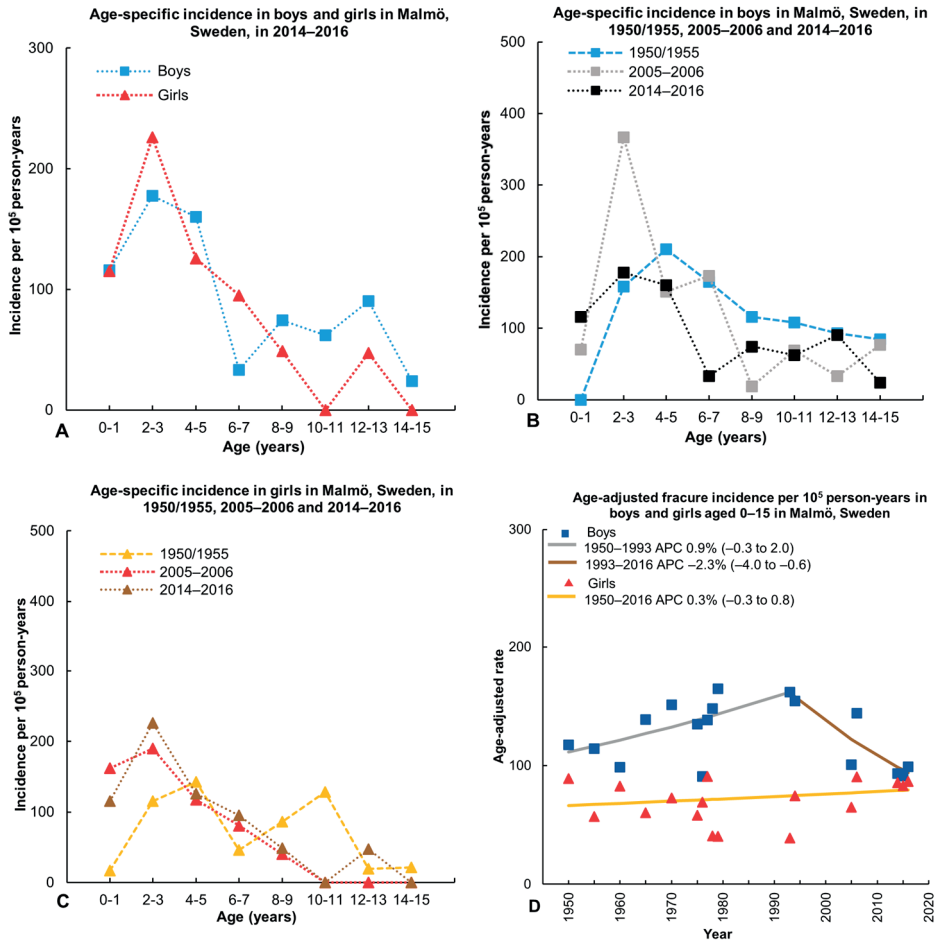 Age-specific incidence in boys and girls in Malmö,
Sweden, in 2014–2016
300
200
100
0
Incidence per 10⁵ person-years
Boys
Girls
0-1 2-3 4-5 6-7 8-9 10-11 12-13 14-15
A
Age (years)
Age-specific incidence in boys in Malmö, Sweden, in
1950/1955, 2005–2006 and 2014–2016
500
400
300
200
100
0
Incidence per 10⁵ person-years
1950/1955
2005–2006
2014–2016
0-1 2-3 4-5 6-7 8-9 10-11 12-13 14-15
B
Age (years)
Age-specific incidence in girls in Malmö, Sweden, in
1950/1955, 2005–2006 and 2014–2016
500
400
300
200
100
0
Incidence per 10⁵ person-years
1950/1955
2005–2006
2014–2016
0-1 2-3 4-5 6-7 8-9 10-11 12-13 14-15
C
Age (years)
Age-adjusted fracure incidence per 10⁵ person-years in
boys and girls aged 0–15 in Malmö, Sweden
300
200
100
0
Age-adjusted rate
Boys
1950–1993 APC 0.9% (−0.3 to 2.0)
1993–2016 APC −2.3% (−4.0 to −0.6)
Girls
1950–2016 APC 0.3% (−0.3 to 0.8)
1950 1960 1970 1980 1990 2000 2010 2020
D
Year